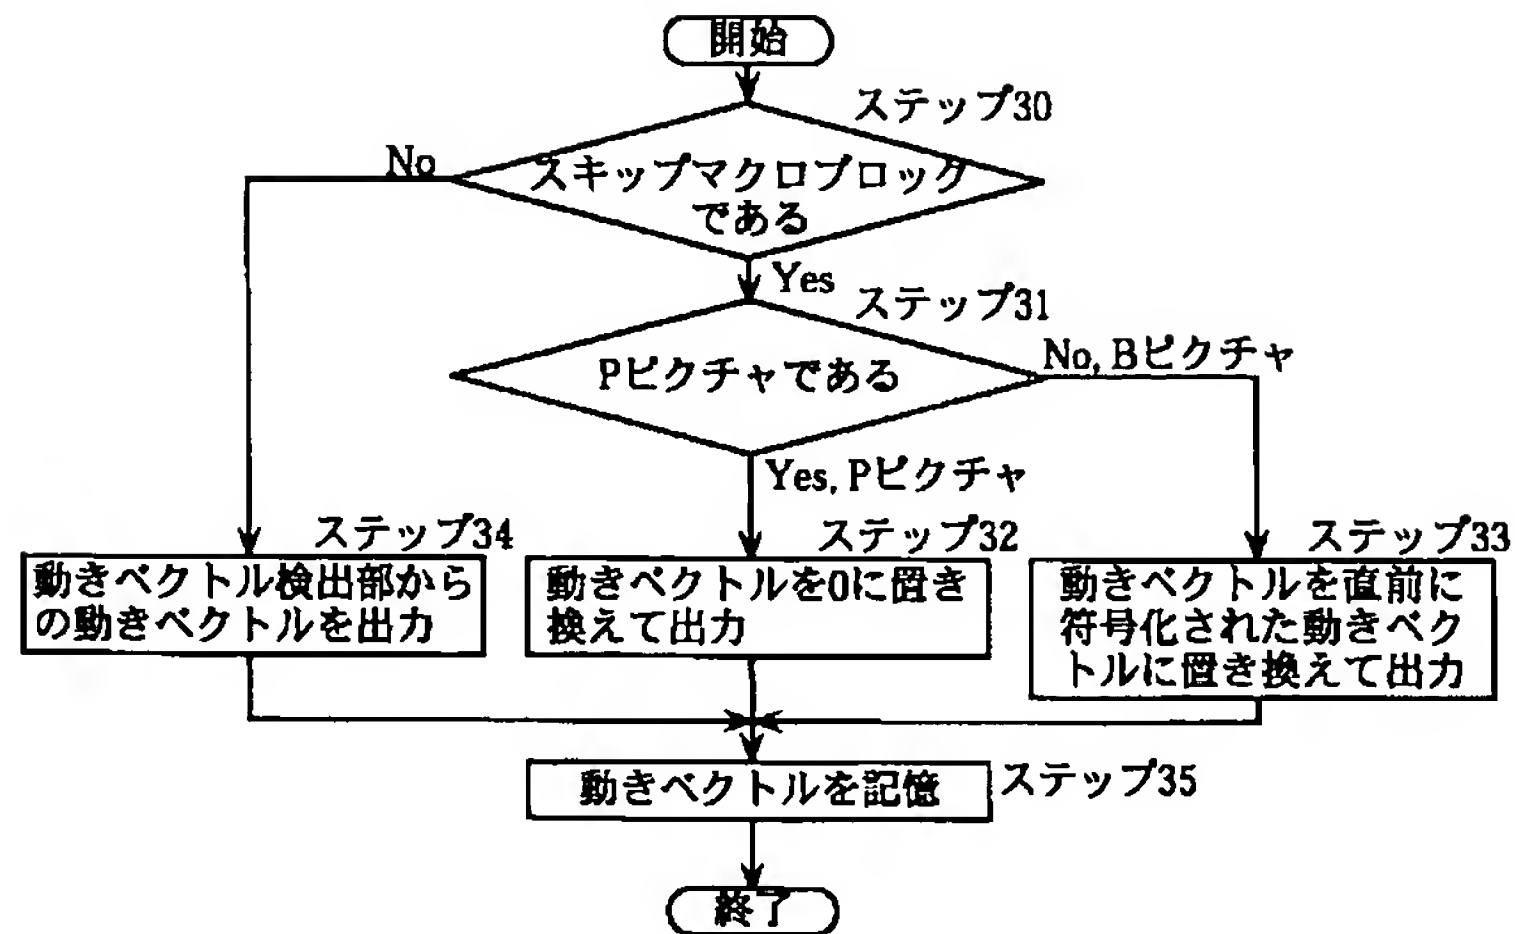 開始
ステップ30
No
スキップマクロブロック
である
Yes
ステップ31
Pピクチャである
No, Bピクチャ
Yes, Pピクチャ
ステップ34
動きベクトル検出部から
の動きベクトルを出力
ステップ32
動きベクトルを0に置き
換えて出力
ステップ33
動きベクトルを直前に
符号化された動きベク
トルに置き換えて出力
動きベクトルを記憶
ステップ35
終了